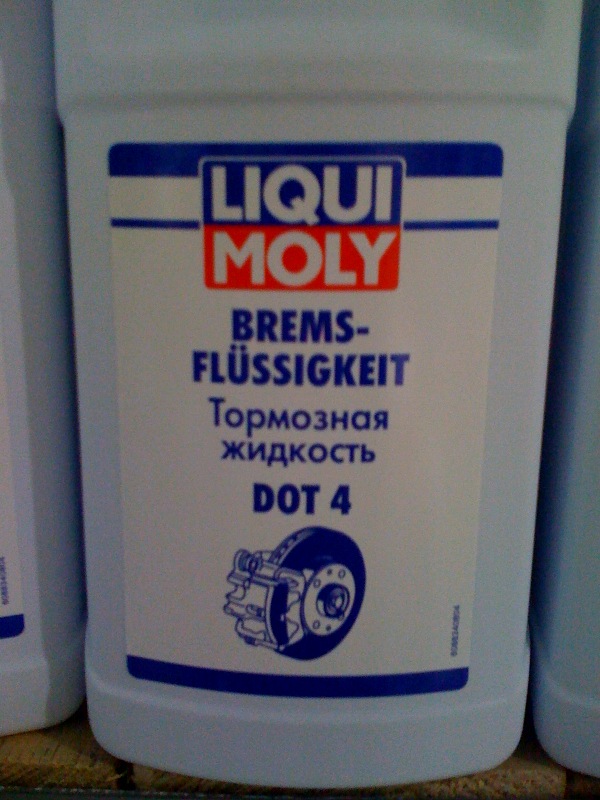 LIQUI
MOLY
BREMS-
FLÜSSIGKEIT
Тормозная
жидкость
DOT 4